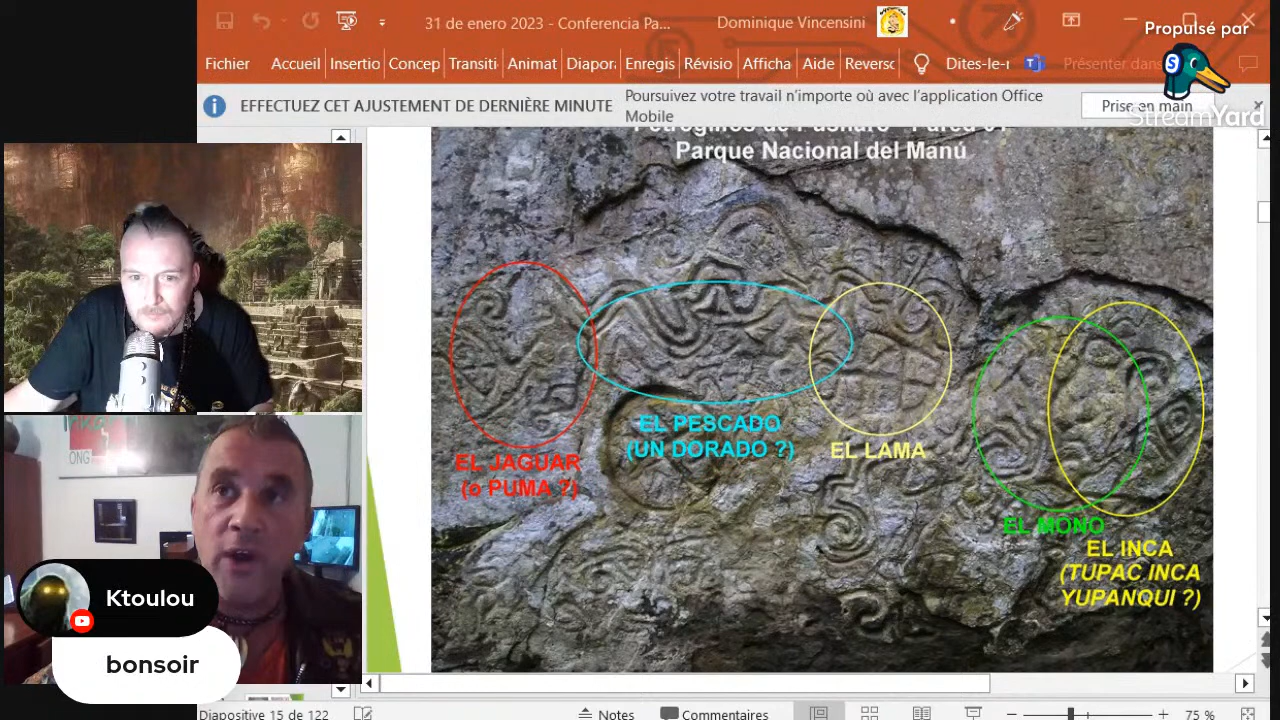 31 de enero 2023 - Conferencia Pa...
Dominique Vincensini
Propulsé par
StreamYard
Fichier
Accueil
Insertio
Concep
Transiti
Animat
Diapora
Enregis
Révisio
Afficha
Aide
Reversc
Dites-le-r
Présenter dans
EFFECTUEZ CET AJUSTEMENT DE DERNIÈRE MINUTE
Poursuivez votre travail n'importe où avec l'application Office
Mobile
Prise en main
Parque Nacional del Manú
EL JAGUAR
(o PUMA ?)
EL PESCADO
(UN DORADO ?)
EL LAMA
EL MONO
EL INCA
(TUPAC INCA
YUPANQUI ?)
ONG
Ktoulou
bonsoir
Diapositive 15 de 122
Notes
Commentaires
75 %